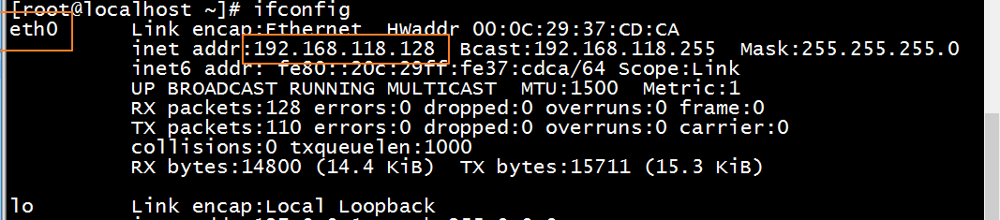 [root@localhost ~]# ifconfig
eth0      Link encap:Ethernet  HWaddr 00:0C:29:37:CD:CA
          inet addr:192.168.118.128  Bcast:192.168.118.255  Mask:255.255.255.0
          inet6 addr: fe80::20c:29ff:fe37:cdca/64 Scope:Link
          UP BROADCAST RUNNING MULTICAST  MTU:1500  Metric:1
          RX packets:128 errors:0 dropped:0 overruns:0 frame:0
          TX packets:110 errors:0 dropped:0 overruns:0 carrier:0
          collisions:0 txqueuelen:1000
          RX bytes:14800 (14.4 KiB)  TX bytes:15711 (15.3 KiB)
lo        Link encap:Local Loopback